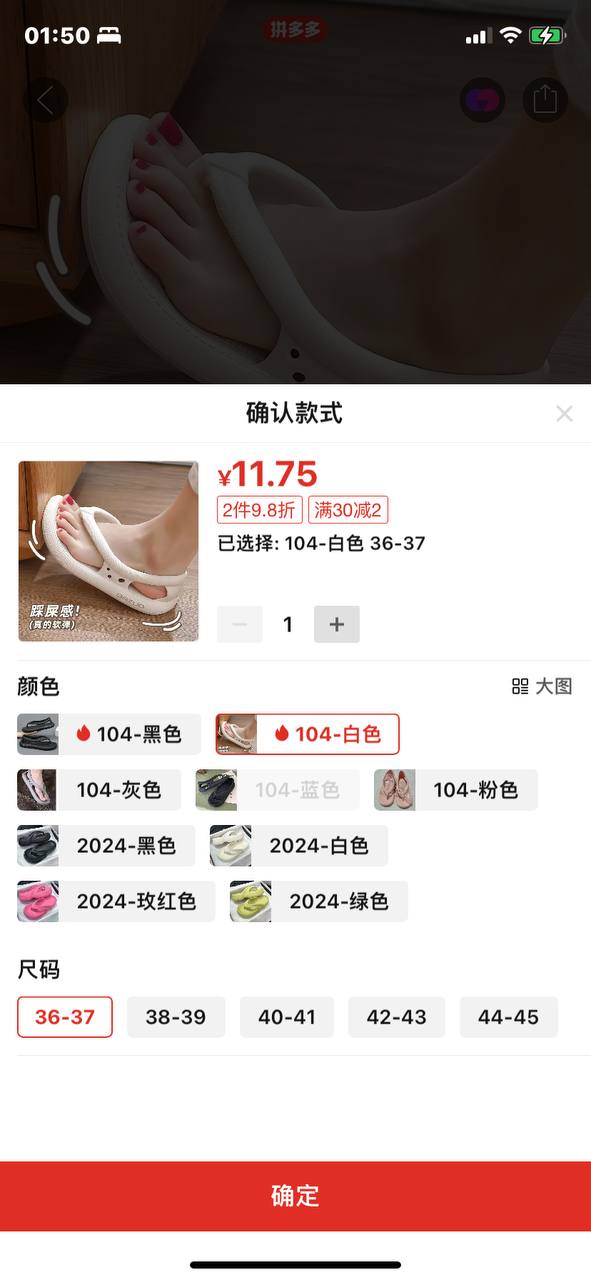 01:50
拼多多
确认款式
¥11.75
2件9.8折 满30减2
已选择: 104-白色 36-37
踩屎感!
(真的软弹)
1
颜色 大图
104-黑色 104-白色
104-灰色 104-蓝色 104-粉色
2024-黑色 2024-白色
2024-玫红色 2024-绿色
尺码
36-37 38-39 40-41 42-43 44-45
确定